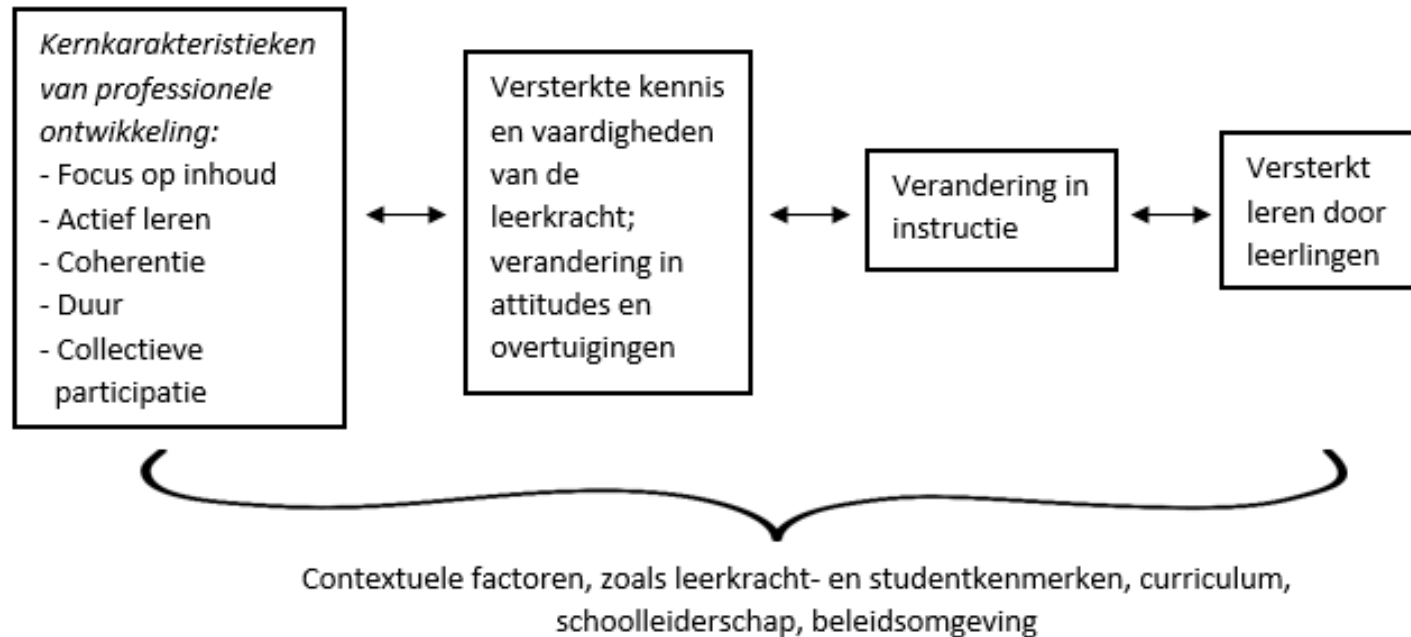 Kernkarakteristieken
van professionele
ontwikkeling:
- Focus op inhoud
- Actief leren
- Coherentie
- Duur
- Collectieve
participatie
Versterkte kennis
en vaardigheden
van de
leerkracht;
verandering in
attitudes en
overtuigingen
Verandering in
instructie
Versterkt
leren door
leerlingen
Contextuele factoren, zoals leerkracht- en studentkenmerken, curriculum,
schoolleiderschap, beleidsomgeving